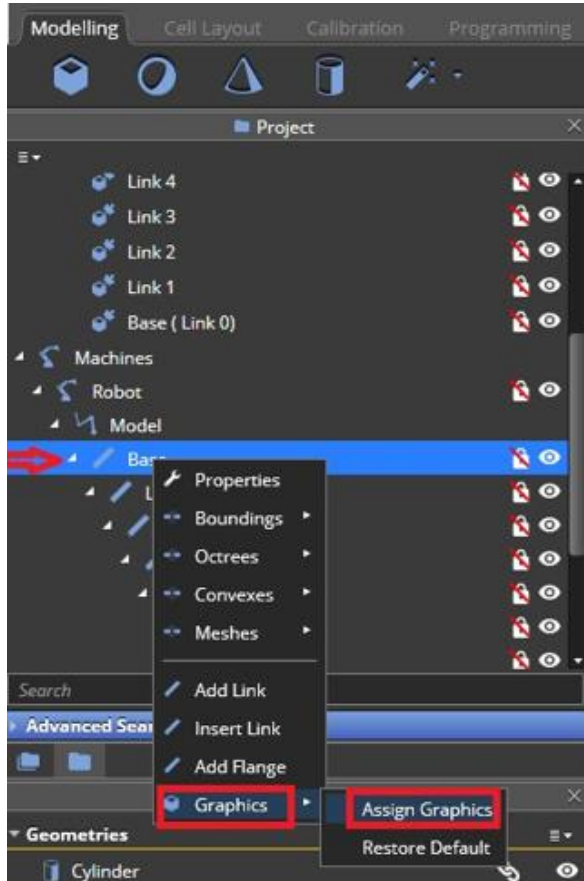 Modelling Cell Layout Calibration Programming
Project
Link 4
Link 3
Link 2
Link 1
Base ( Link 0)
Machines
Robot
Model
Properties
Boundings
Octrees
Convexes
Meshes
Add Link
Insert Link
Add Flange
Graphics
Assign Graphics
Restore Default
Search
Advanced
Geometries
Cylinder